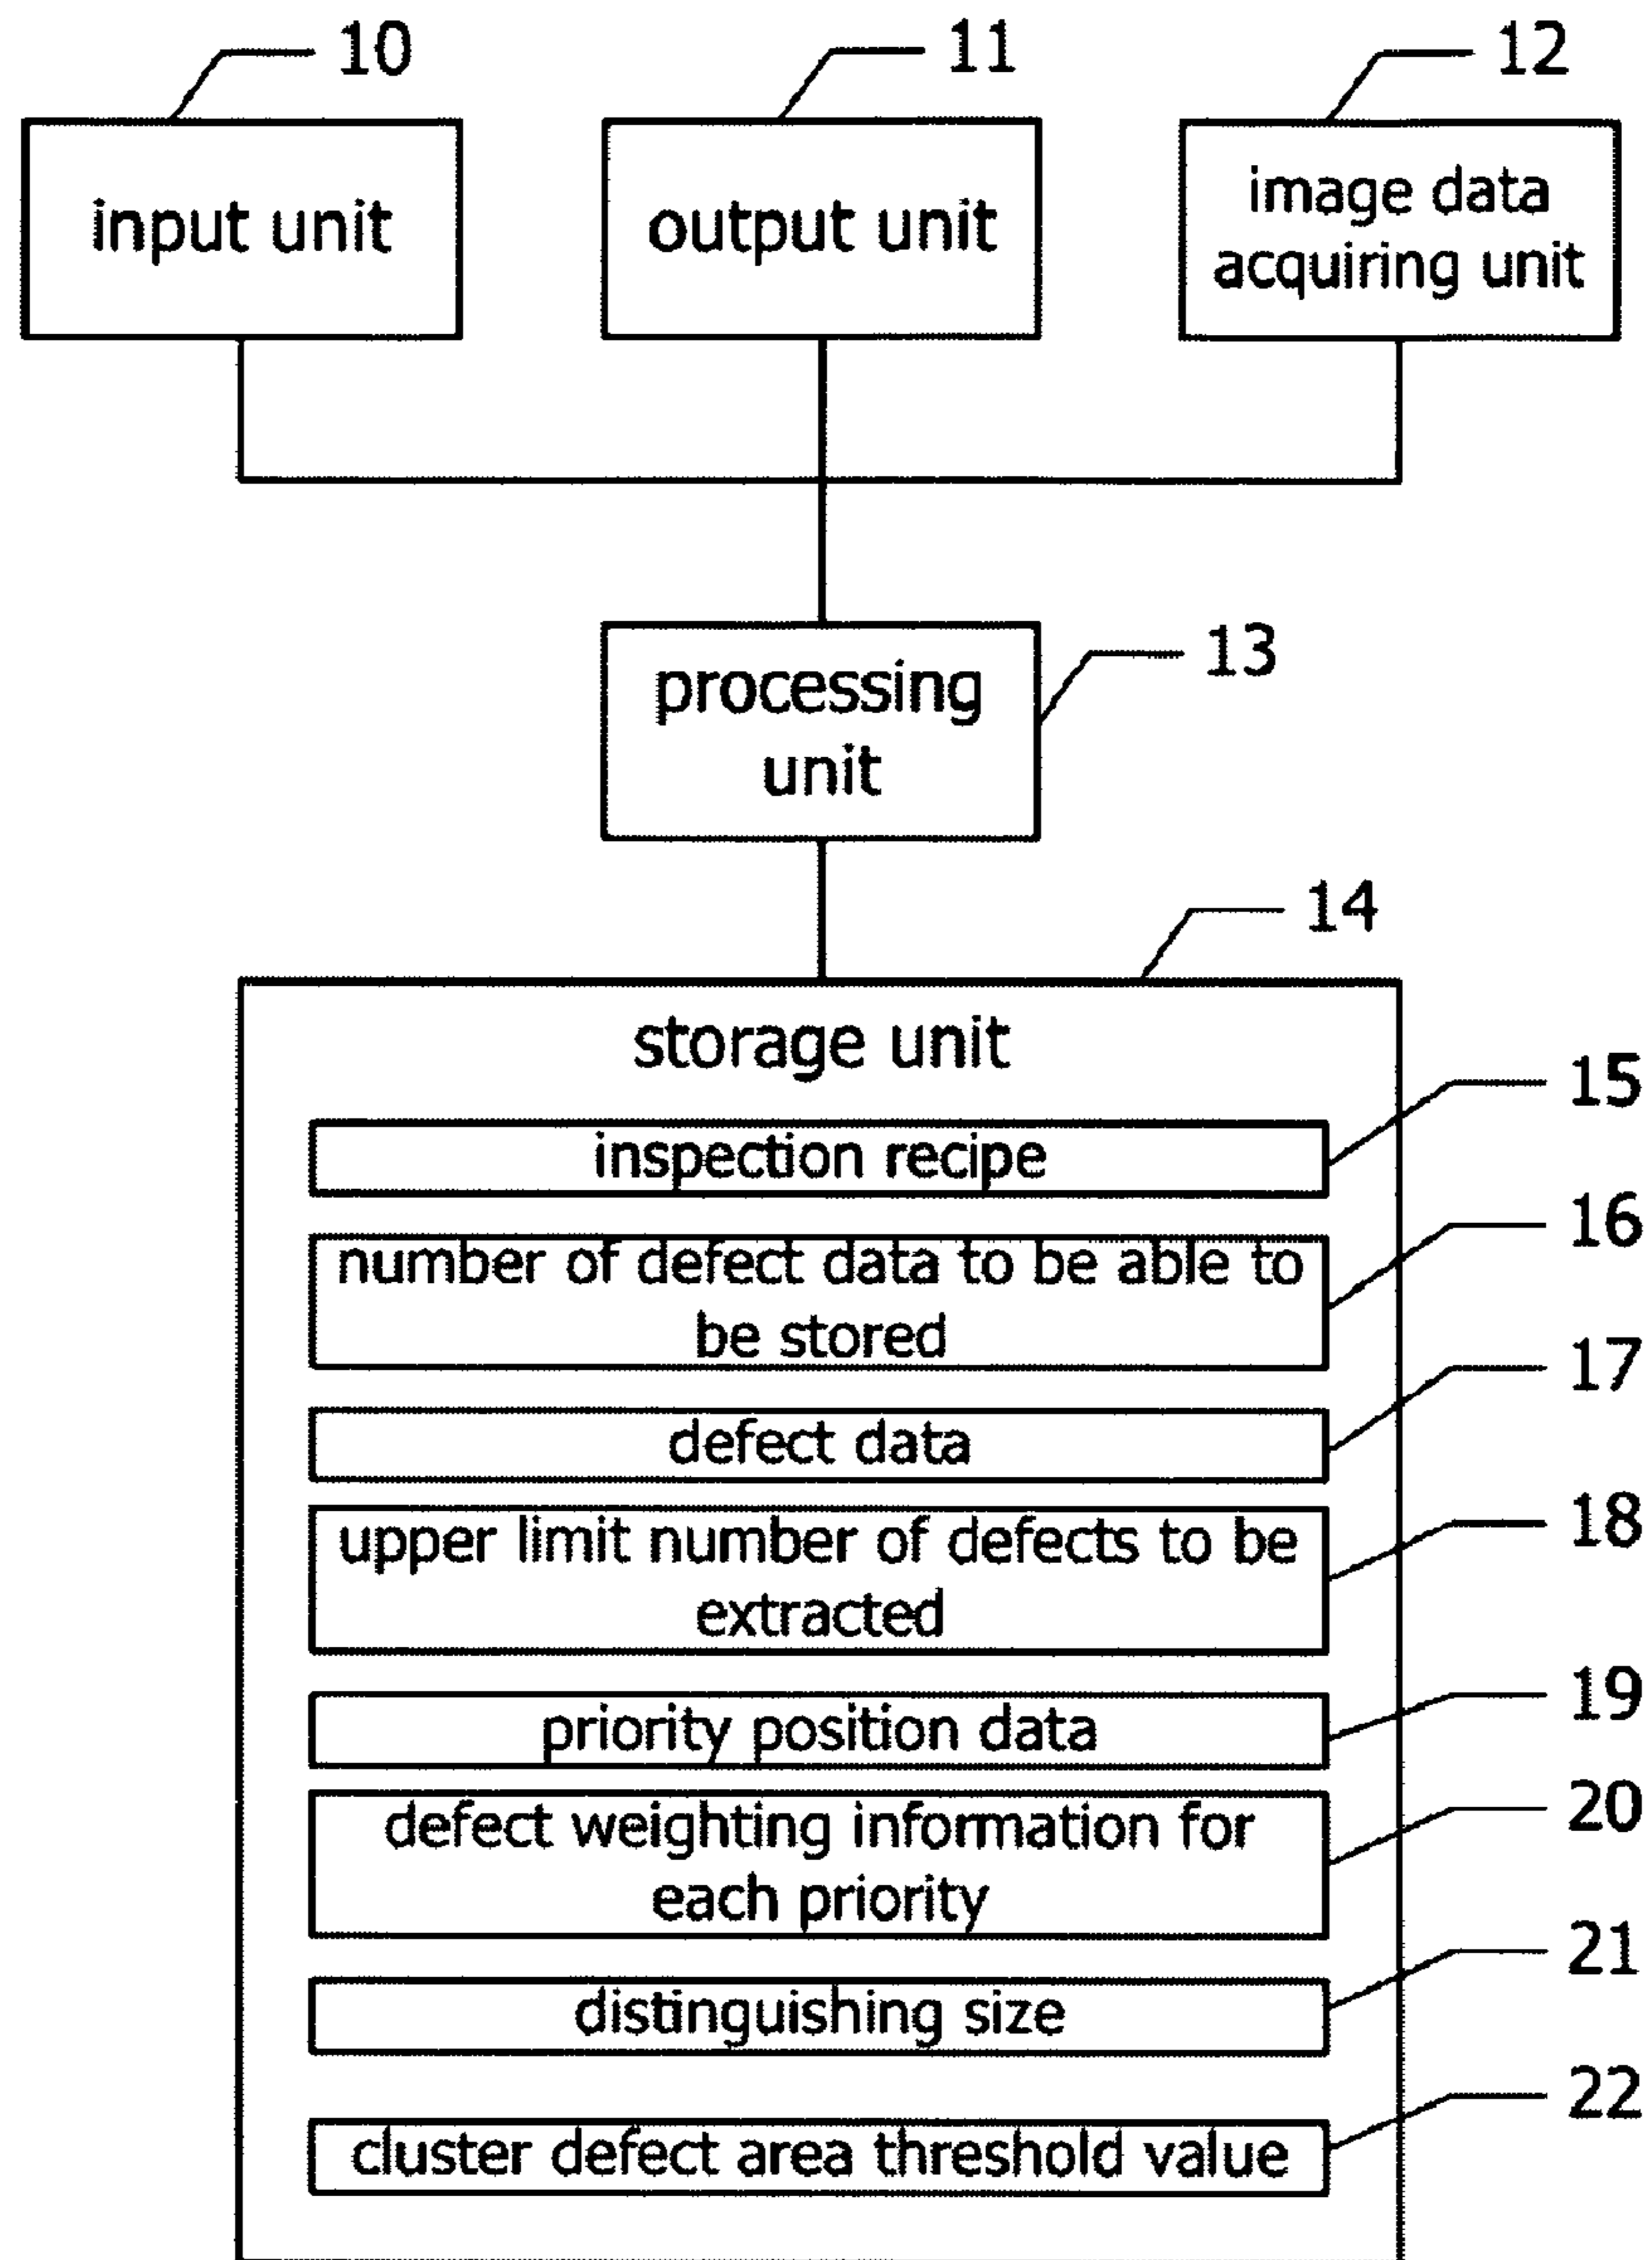 10
11
12
input unit
output unit
image data
acquiring unit
13
processing
unit
14
storage unit
15
inspection recipe
16
number of defect data to be able to
be stored
17
defect data
18
upper limit number of defects to be
extracted
19
priority position data
20
defect weighting information for
each priority
21
distinguishing size
22
cluster defect area threshold value